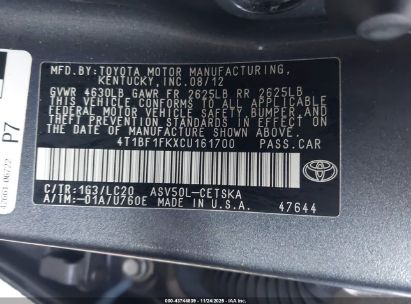 MFD.BY:TOYOTA MOTOR MANUFACTURING,
KENTUCKY, INC. 08/12
GVWR 4630LB GAWR FR 2625LB RR 2625LB
THIS VEHICLE CONFORMS TO ALL APPLICABLE
FEDERAL MOTOR VEHICLE SAFETY, BUMPER, AND
THEFT PREVENTION STANDARDS IN EFFECT ON
THE DATE OF MANUFACTURE SHOWN ABOVE.
4T1BF1FKXCU161700 PASS.CAR
C/TR:1G3/LC20 ASV50L-CETSKA
A/TM:-01A/U760E MADE IN U.S.A.
47644
TOYOTA
P7